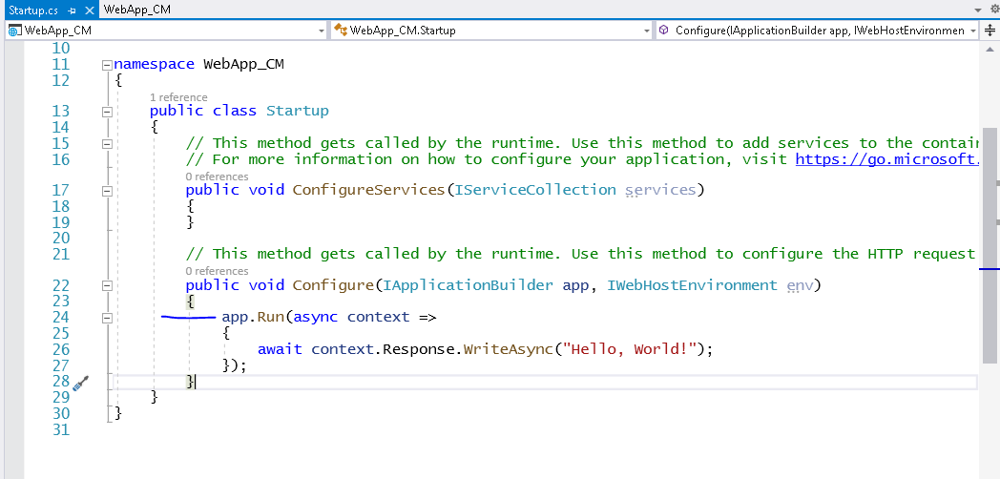 Startup.cs WebApp_CM
WebApp_CM WebApp_CM.Startup Configure(IApplicationBuilder app, IWebHostEnvironmen
10
11 namespace WebApp_CM
12 {
1 reference
13 public class Startup
14 {
15 // This method gets called by the runtime. Use this method to add services to the contain
16 // For more information on how to configure your application, visit https://go.microsoft.
0 references
17 public void ConfigureServices(IServiceCollection services)
18 {
19 }
20
21 // This method gets called by the runtime. Use this method to configure the HTTP request
0 references
22 public void Configure(IApplicationBuilder app, IWebHostEnvironment env)
23 {
24 app.Run(async context =>
25 {
26 await context.Response.WriteAsync("Hello, World!");
27 });
28 }
29 }
30 }
31